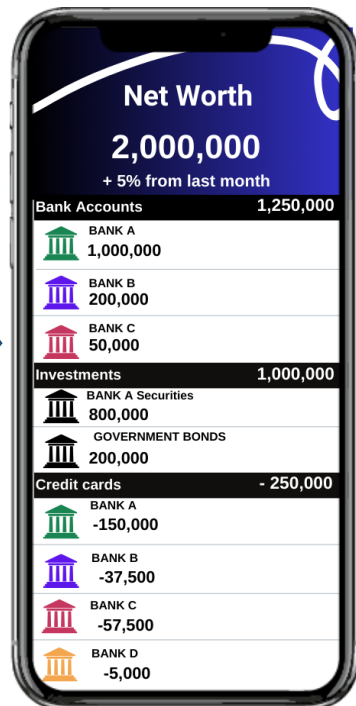 Net Worth
2,000,000
+ 5% from last month
Bank Accounts 1,250,000
BANK A
1,000,000
BANK B
200,000
BANK C
50,000
Investments 1,000,000
BANK A Securities
800,000
GOVERNMENT BONDS
200,000
Credit cards - 250,000
BANK A
-150,000
BANK B
-37,500
BANK C
-57,500
BANK D
-5,000